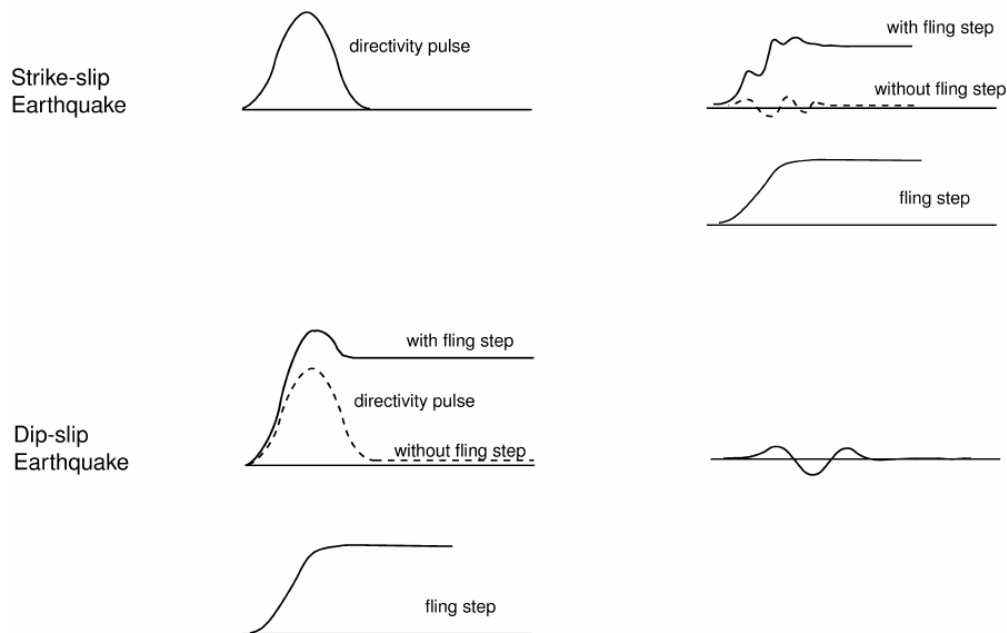 directivity pulse
with fling step
Strike-slip
Earthquake
without fling step
fling step
with fling step
directivity pulse
Dip-slip
Earthquake
without fling step
fling step